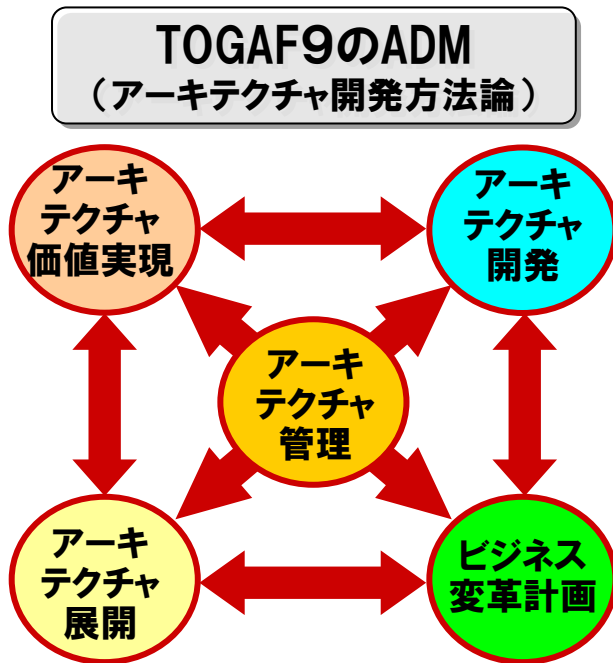 TOGAF9のADM
（アーキテクチャ開発方法論）
アーキ
テクチャ
価値実現
アーキ
テクチャ
開発
アーキ
テクチャ
管理
アーキ
テクチャ
展開
ビジネス
変革計画